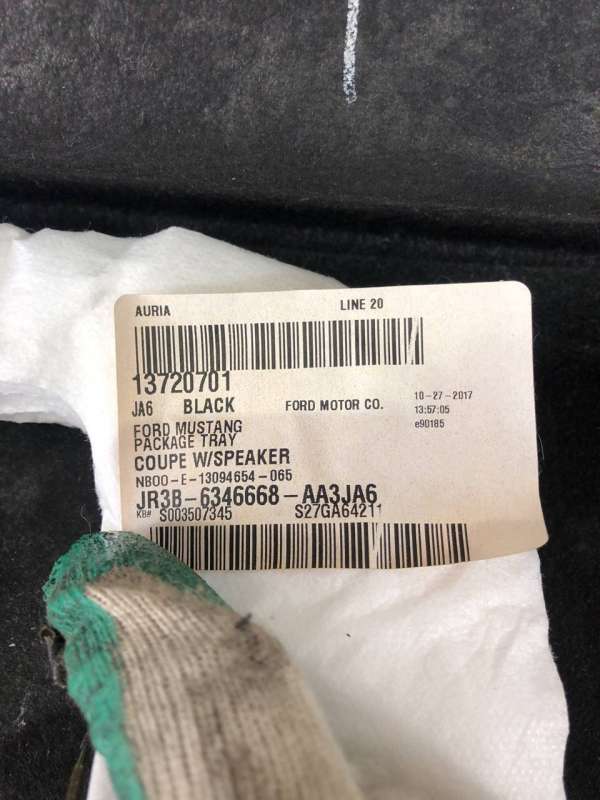 AURIA LINE 20
13720701
JA6 BLACK FORD MOTOR CO. 10-27-2017
13:57:05
FORD MUSTANG e90185
PACKAGE TRAY
COUPE W/SPEAKER
NB00-E-13094654-065
JR3B-6346668-AA3JA6
KB# S003507345 S27GA64211